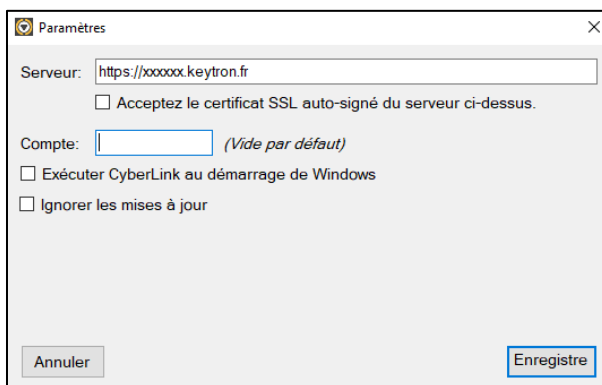 Paramètres
Serveur: https://xxxxxx.keytron.fr
Acceptez le certificat SSL auto-signé du serveur ci-dessus.
Compte: (Vide par défaut)
Exécuter CyberLink au démarrage de Windows
Ignorer les mises à jour
Annuler Enregistre